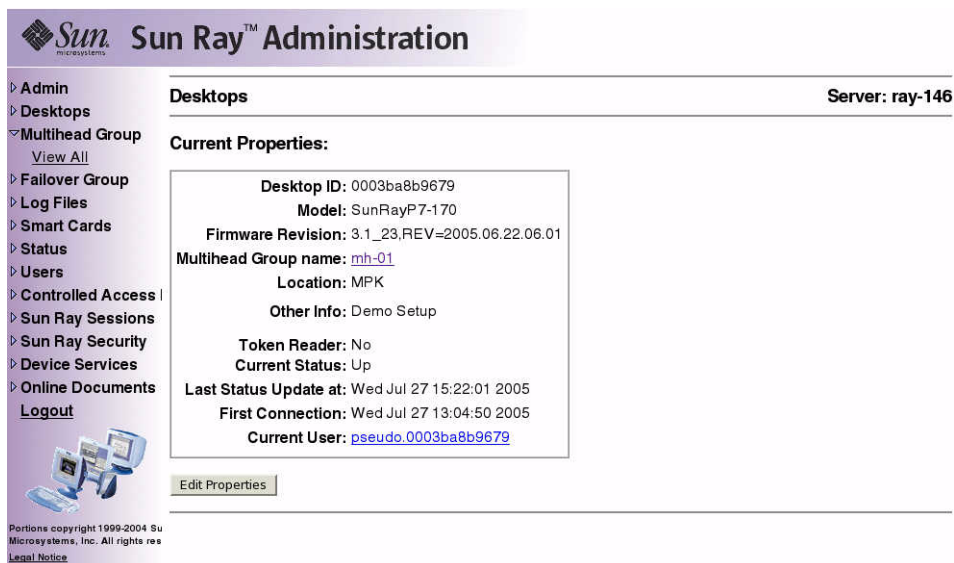 Sun microsystems Sun Ray™ Administration
Admin
Desktops
Multihead Group
View All
Failover Group
Log Files
Smart Cards
Status
Users
Controlled Access
Sun Ray Sessions
Sun Ray Security
Device Services
Online Documents
Logout
Portions copyright 1999-2004 Su
Microsystems, Inc. All rights res
Legal Notice
Desktops Server: ray-146
Current Properties:
Desktop ID: 0003ba8b9679
Model: SunRayP7-170
Firmware Revision: 3.1_23,REV=2005.06.22.06.01
Multihead Group name: mh-01
Location: MPK
Other Info: Demo Setup
Token Reader: No
Current Status: Up
Last Status Update at: Wed Jul 27 15:22:01 2005
First Connection: Wed Jul 27 13:04:50 2005
Current User: pseudo.0003ba8b9679
Edit Properties